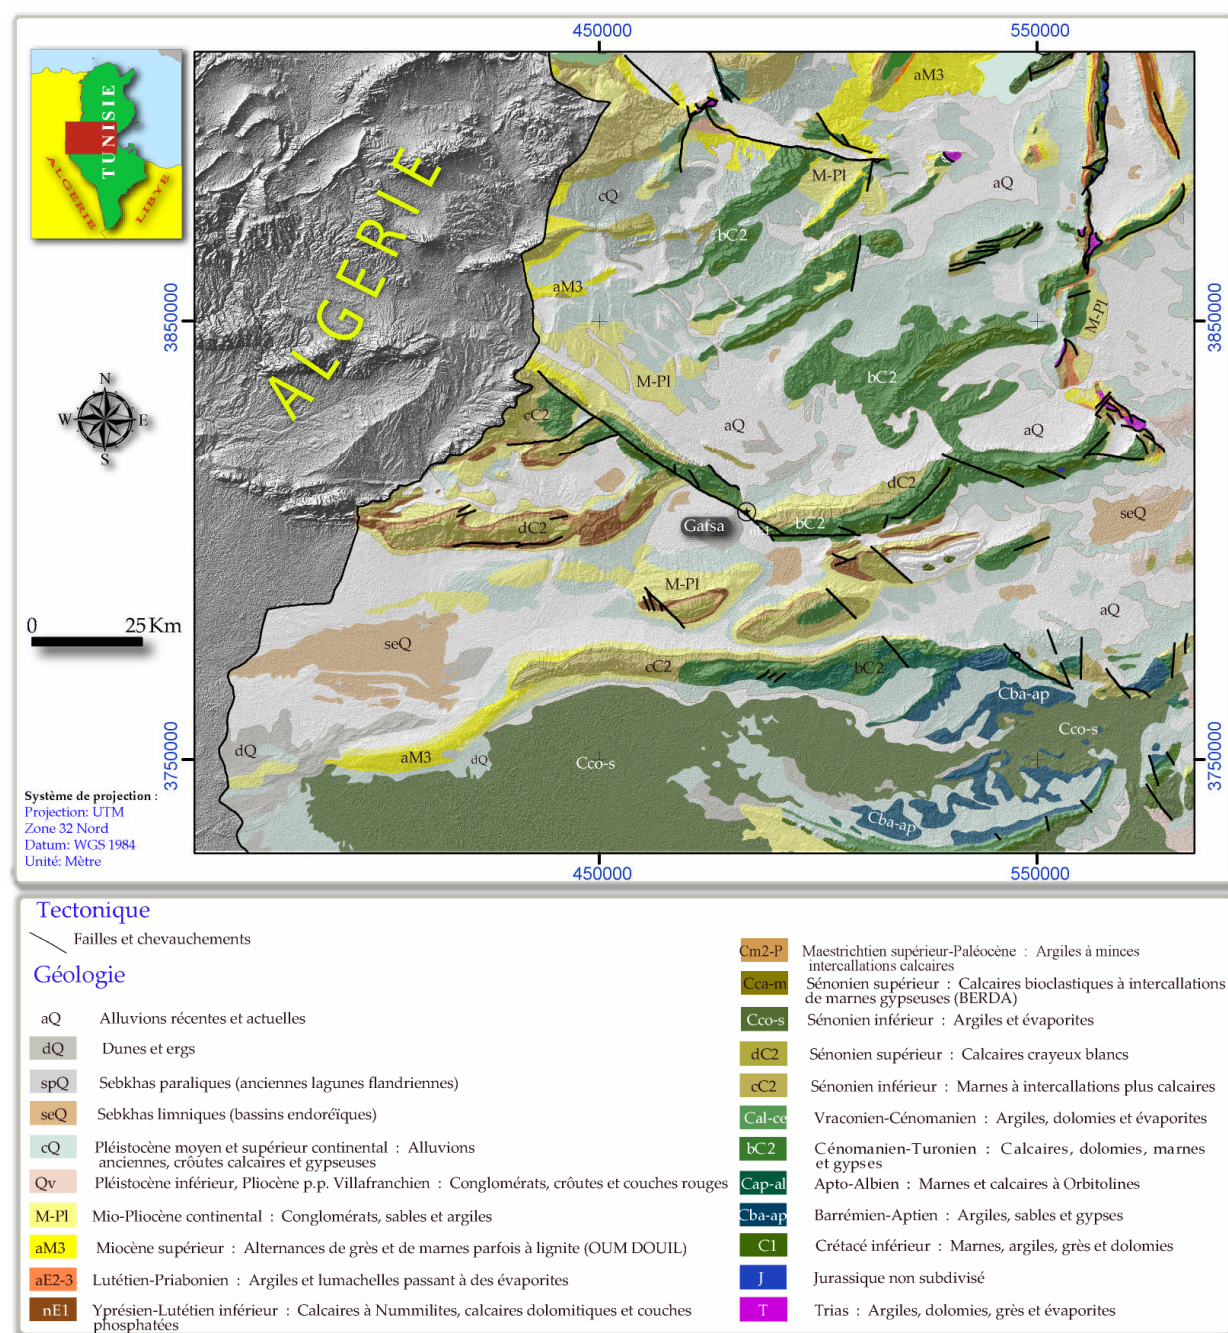 450000
550000
TUNISIE
ALGERIE
LIBYE
ALGERIE
aM3
M-Pl
aQ
cQ
bC2
aM3
3850000
3850000
M-Pl
M-Pl
bC2
N
W
E
S
cC2
aQ
aQ
dC2
seQ
Gafsa
bC2
dC2
M-Pl
aQ
0
25 Km
seQ
cC2
bC2
Cba-ap
Cco-s
dQ
aM3
dQ
Cco-s
3750000
3750000
Cba-ap
Système de projection :
Projection: UTM
Zone 32 Nord
Datum: WGS 1984
Unité: Mètre
450000
550000
Tectonique
Failles et chevauchements
Géologie
aQ Alluvions récentes et actuelles
dQ Dunes et ergs
spQ Sebkhas paraliques (anciennes lagunes flandriennes)
seQ Sebkhas limniques (bassins endoréïques)
cQ Pléistocène moyen et supérieur continental : Alluvions
anciennes, crôutes calcaires et gypseuses
Qv Pléistocène inférieur, Pliocène p.p. Villafranchien : Conglomérats, crôutes et couches rouges
M-Pl Mio-Pliocène continental : Conglomérats, sables et argiles
aM3 Miocène supérieur : Alternances de grès et de marnes parfois à lignite (OUM DOUIL)
aE2-3 Lutétien-Priabonien : Argiles et lumachelles passant à des évaporites
nE1 Yprésien-Lutétien inférieur : Calcaires à Nummilites, calcaires dolomitiques et couches
phosphatées
Cm2-P Maestrichtien supérieur-Paléocène : Argiles à minces
intercallations calcaires
Cca-m Sénonien supérieur : Calcaires bioclastiques à intercallations
de marnes gypseuses (BERDA)
Cco-s Sénonien inférieur : Argiles et évaporites
dC2 Sénonien supérieur : Calcaires crayeux blancs
cC2 Sénonien inférieur : Marnes à intercallations plus calcaires
Cal-ce Vraconien-Cénomanien : Argiles, dolomies et évaporites
bC2 Cénomanien-Turonien : Calcaires, dolomies, marnes
et gypses
Cap-al Apto-Albien : Marnes et calcaires à Orbitolines
Cba-ap Barrémien-Aptien : Argiles, sables et gypses
C1 Crétacé inférieur : Marnes, argiles, grès et dolomies
J Jurassique non subdivisé
T Trias : Argiles, dolomies, grès et évaporites